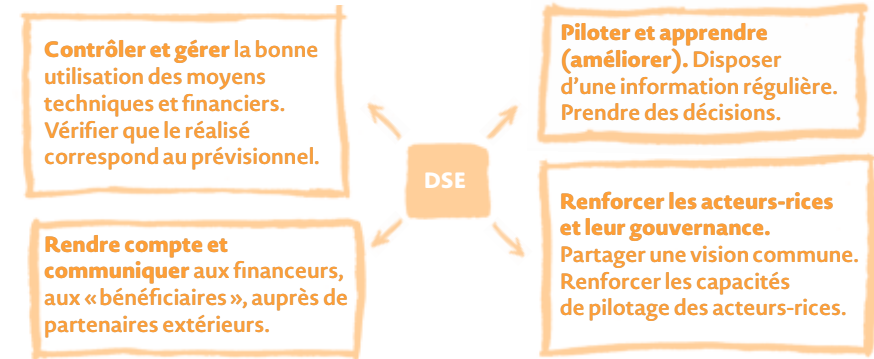 Contrôler et gérer la bonne
utilisation des moyens
techniques et financiers.
Vérifier que le réalisé
correspond au prévisionnel.
Piloter et apprendre
(améliorer). Disposer
d’une information régulière.
Prendre des décisions.
DSE
Rendre compte et
communiquer aux financeurs,
aux « bénéficiaires », auprès de
partenaires extérieurs.
Renforcer les acteurs-rices
et leur gouvernance.
Partager une vision commune.
Renforcer les capacités
de pilotage des acteurs-rices.